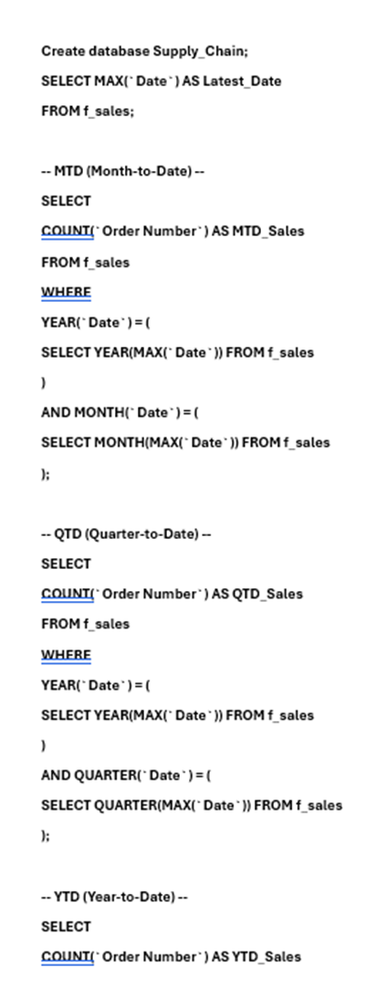 Create database Supply_Chain;
SELECT MAX(`Date`) AS Latest_Date
FROM f_sales;
-- MTD (Month-to-Date) --
SELECT
COUNT(`Order Number`) AS MTD_Sales
FROM f_sales
WHERE
YEAR(`Date`) = (
SELECT YEAR(MAX(`Date`)) FROM f_sales
)
AND MONTH(`Date`) = (
SELECT MONTH(MAX(`Date`)) FROM f_sales
);
-- QTD (Quarter-to-Date) --
SELECT
COUNT(`Order Number`) AS QTD_Sales
FROM f_sales
WHERE
YEAR(`Date`) = (
SELECT YEAR(MAX(`Date`)) FROM f_sales
)
AND QUARTER(`Date`) = (
SELECT QUARTER(MAX(`Date`)) FROM f_sales
);
-- YTD (Year-to-Date) --
SELECT
COUNT(`Order Number`) AS YTD_Sales